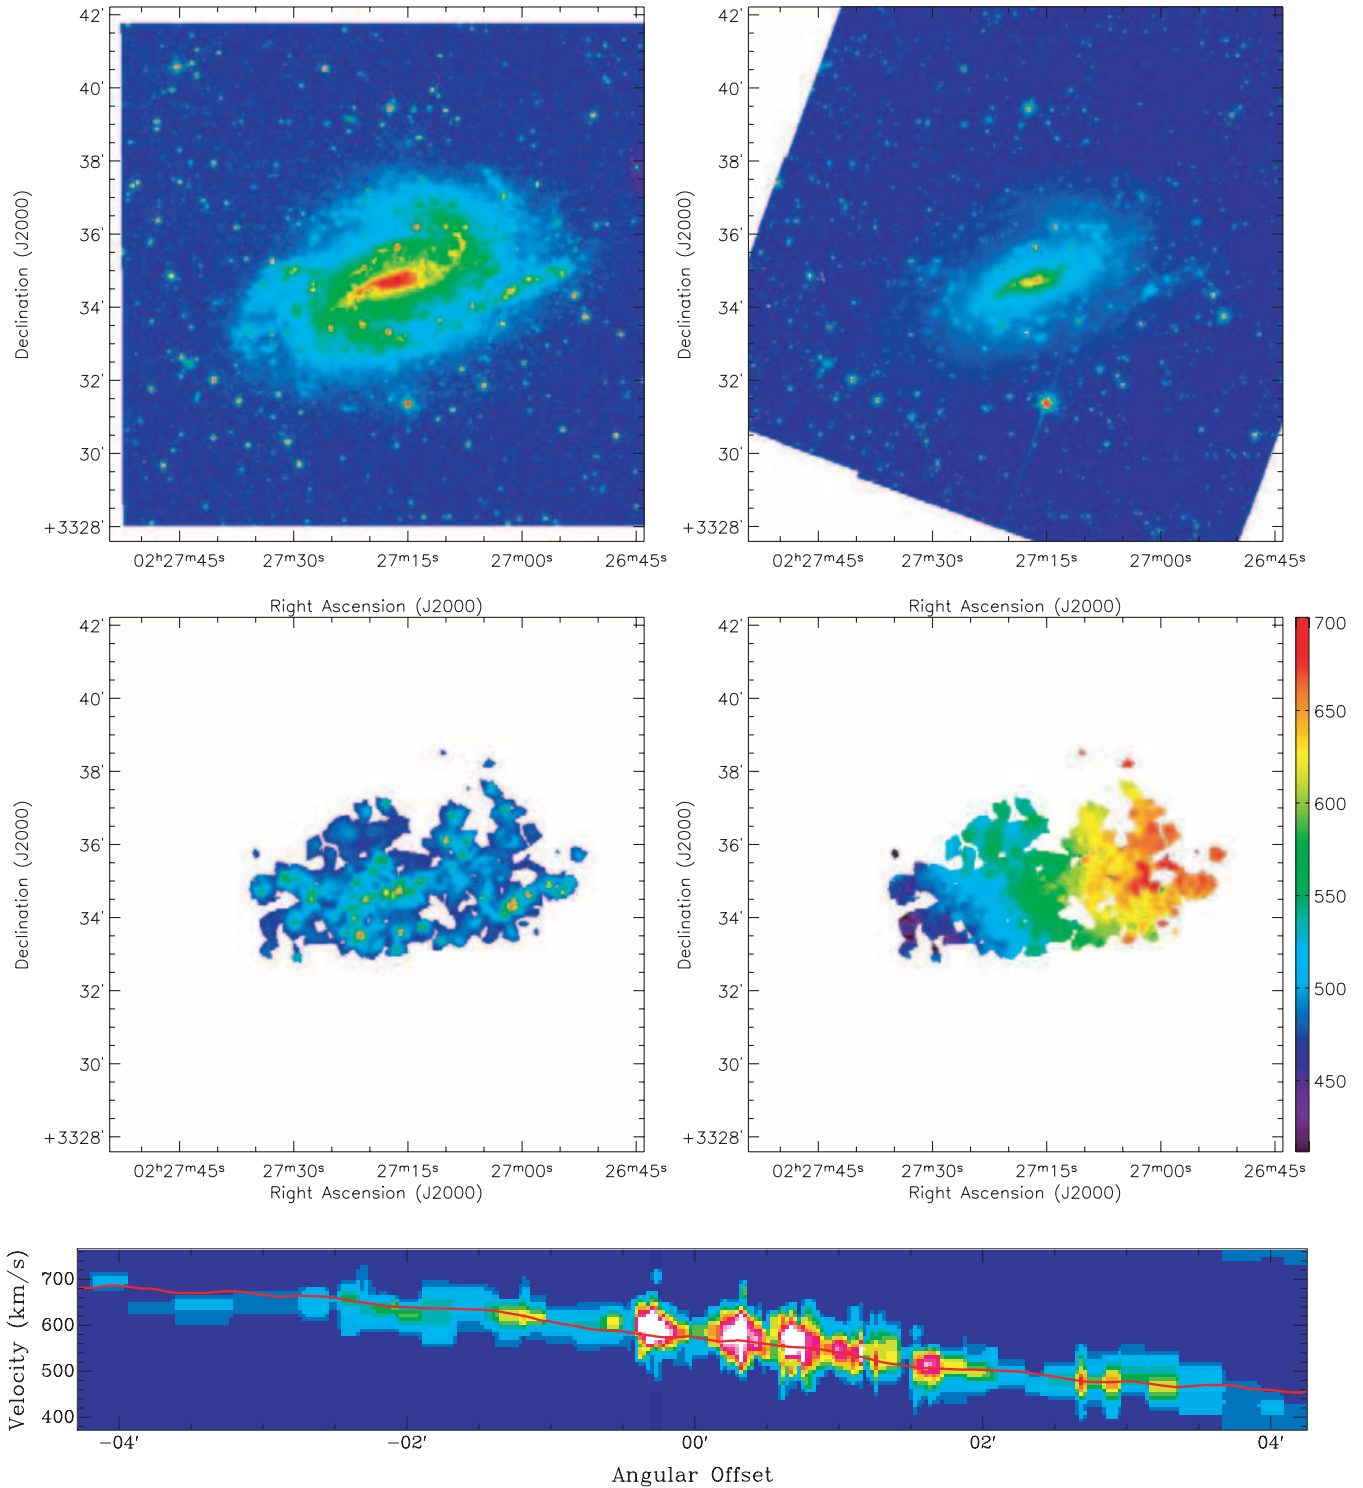 42' 42'
40' 40'
38' 38'
36' 36'
34' 34'
32' 32'
30' 30'
+3328' +3328'
Declination (J2000) Declination (J2000)
02ʰ27ᵐ45ˢ 27ᵐ30ˢ 27ᵐ15ˢ 27ᵐ00ˢ 26ᵐ45ˢ 02ʰ27ᵐ45ˢ 27ᵐ30ˢ 27ᵐ15ˢ 27ᵐ00ˢ 26ᵐ45ˢ
Right Ascension (J2000) Right Ascension (J2000)
42' 42' 700
40' 40' 650
38' 38' 600
36' 36' 550
34' 34' 500
32' 32' 450
30' 30'
+3328' +3328'
Declination (J2000) Declination (J2000)
02ʰ27ᵐ45ˢ 27ᵐ30ˢ 27ᵐ15ˢ 27ᵐ00ˢ 26ᵐ45ˢ 02ʰ27ᵐ45ˢ 27ᵐ30ˢ 27ᵐ15ˢ 27ᵐ00ˢ 26ᵐ45ˢ
Right Ascension (J2000) Right Ascension (J2000)
Velocity (km/s)
700
600
500
400
-04' -02' 00' 02' 04'
Angular Offset